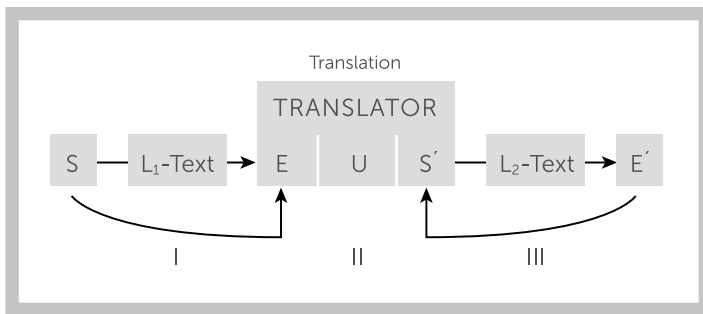 Translation
TRANSLATOR
S L₁-Text E U S´ L₂-Text E´
I II III